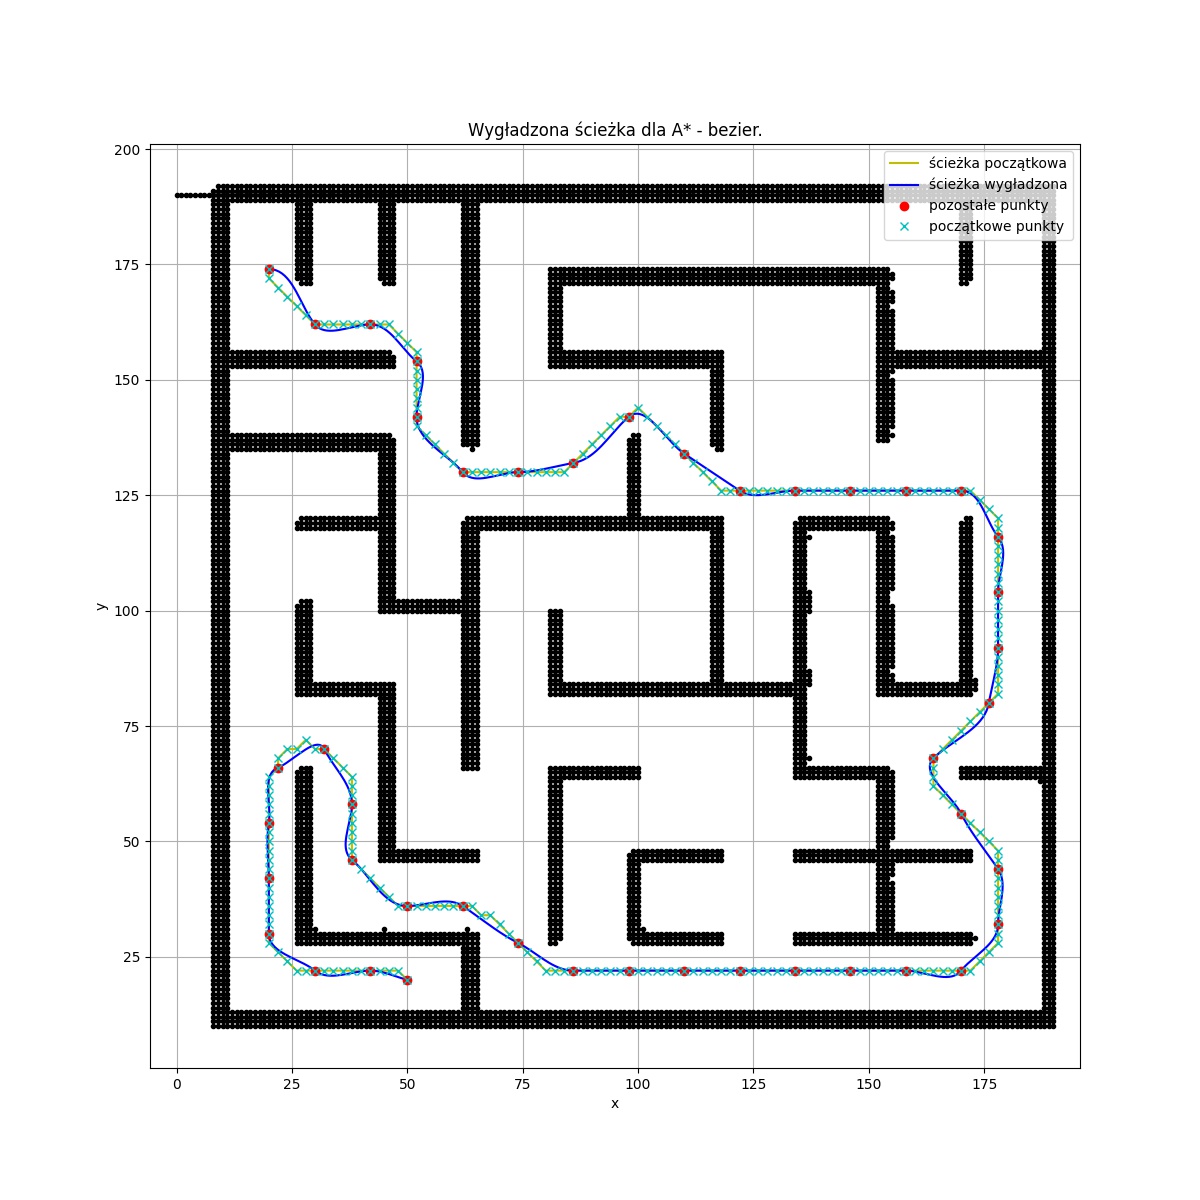 Wygładzona ścieżka dla A* - bezier.
ścieżka początkowa
ścieżka wygładzona
pozostałe punkty
początkowe punkty
200
175
150
125
100
75
50
25
y
0 25 50 75 100 125 150 175
x